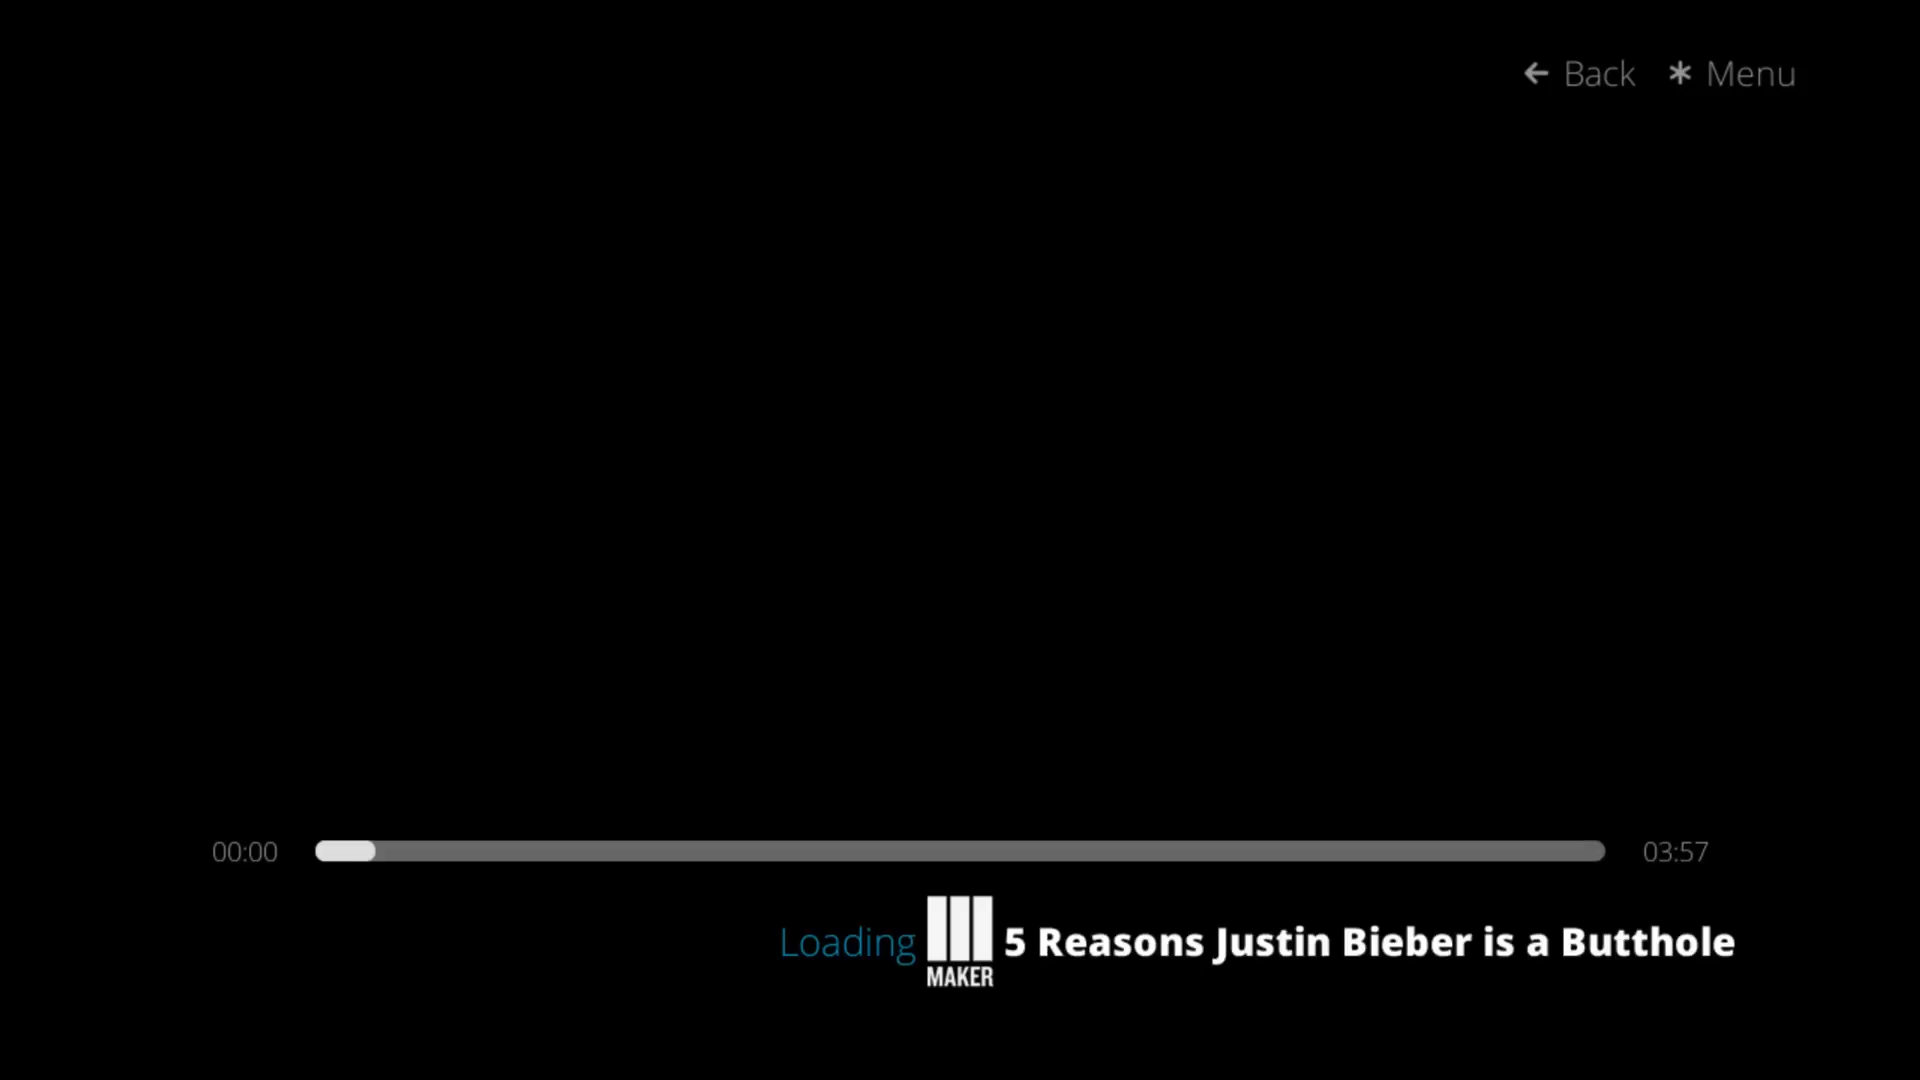 ← Back * Menu
00:00 03:57
Loading MAKER 5 Reasons Justin Bieber is a Butthole